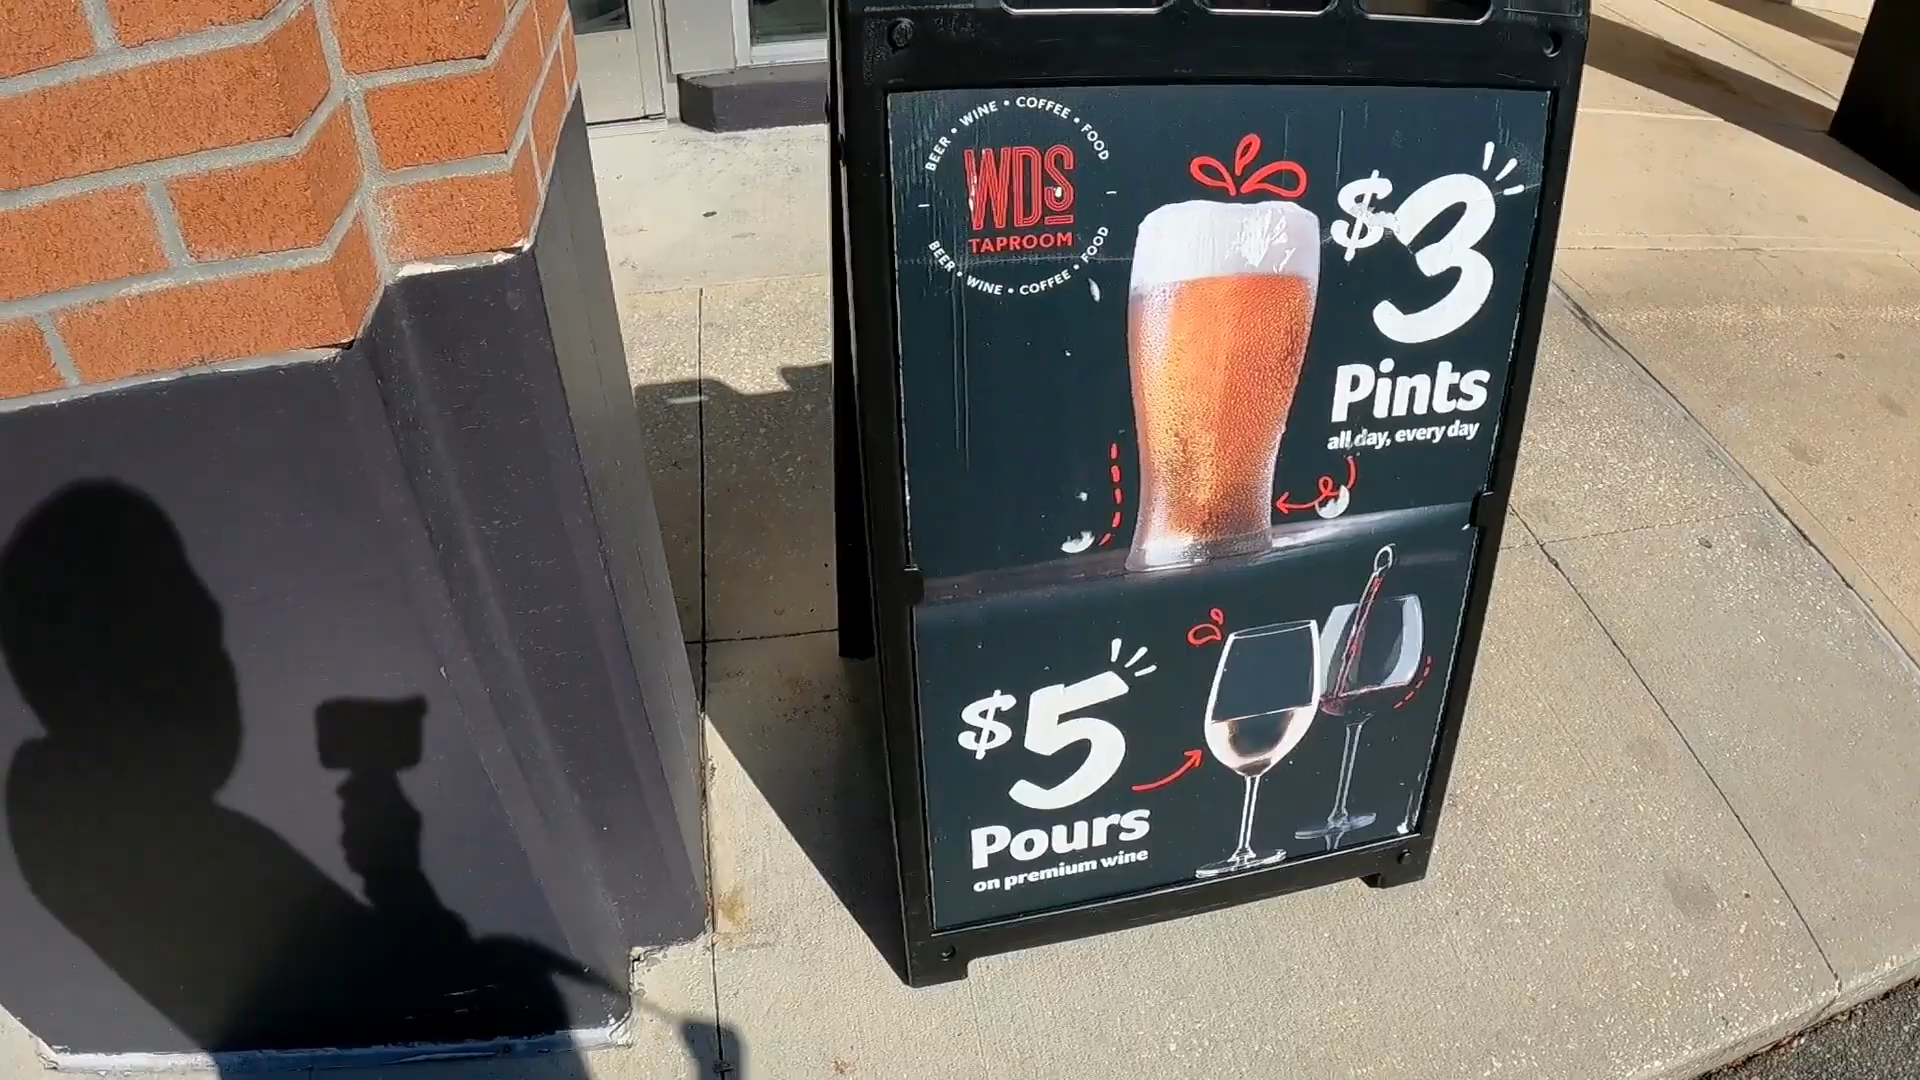 BEER • WINE • COFFEE • FOOD
WDS
TAPROOM
BEER • WINE • COFFEE • FOOD
$3
Pints
all day, every day
$5
Pours
on premium wine